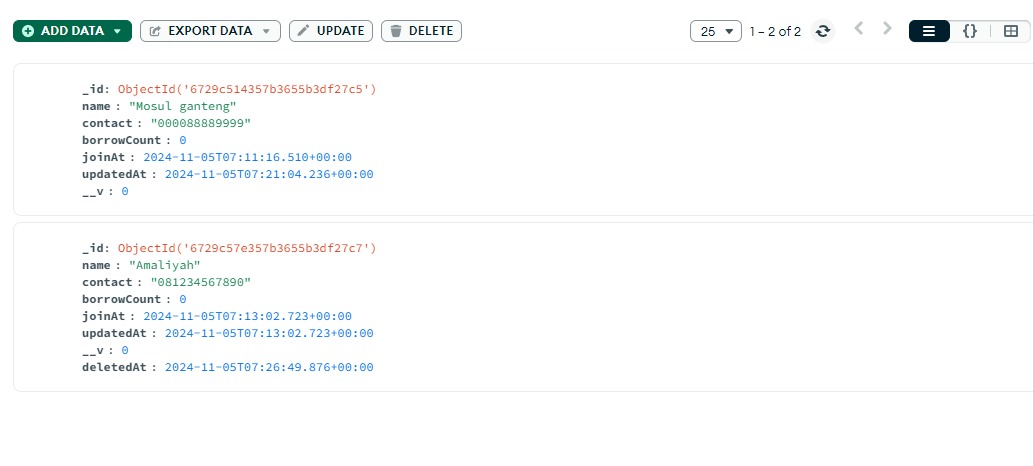 ADD DATA EXPORT DATA UPDATE DELETE 25 1 – 2 of 2 {}
_id: ObjectId('6729c514357b3655b3df27c5')
name : "Mosul ganteng"
contact : "000088889999"
borrowCount : 0
joinAt : 2024-11-05T07:11:16.510+00:00
updatedAt : 2024-11-05T07:21:04.236+00:00
__v : 0
_id: ObjectId('6729c57e357b3655b3df27c7')
name : "Amaliyah"
contact : "081234567890"
borrowCount : 0
joinAt : 2024-11-05T07:13:02.723+00:00
updatedAt : 2024-11-05T07:13:02.723+00:00
__v : 0
deletedAt : 2024-11-05T07:26:49.876+00:00